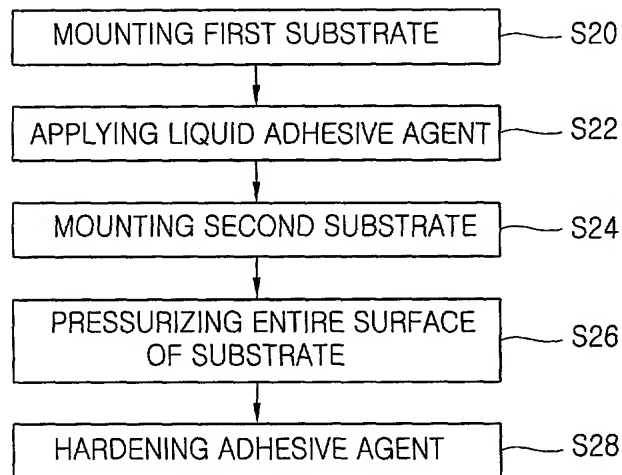 MOUNTING FIRST SUBSTRATE S20
APPLYING LIQUID ADHESIVE AGENT S22
MOUNTING SECOND SUBSTRATE S24
PRESSURIZING ENTIRE SURFACE
OF SUBSTRATE S26
HARDENING ADHESIVE AGENT S28